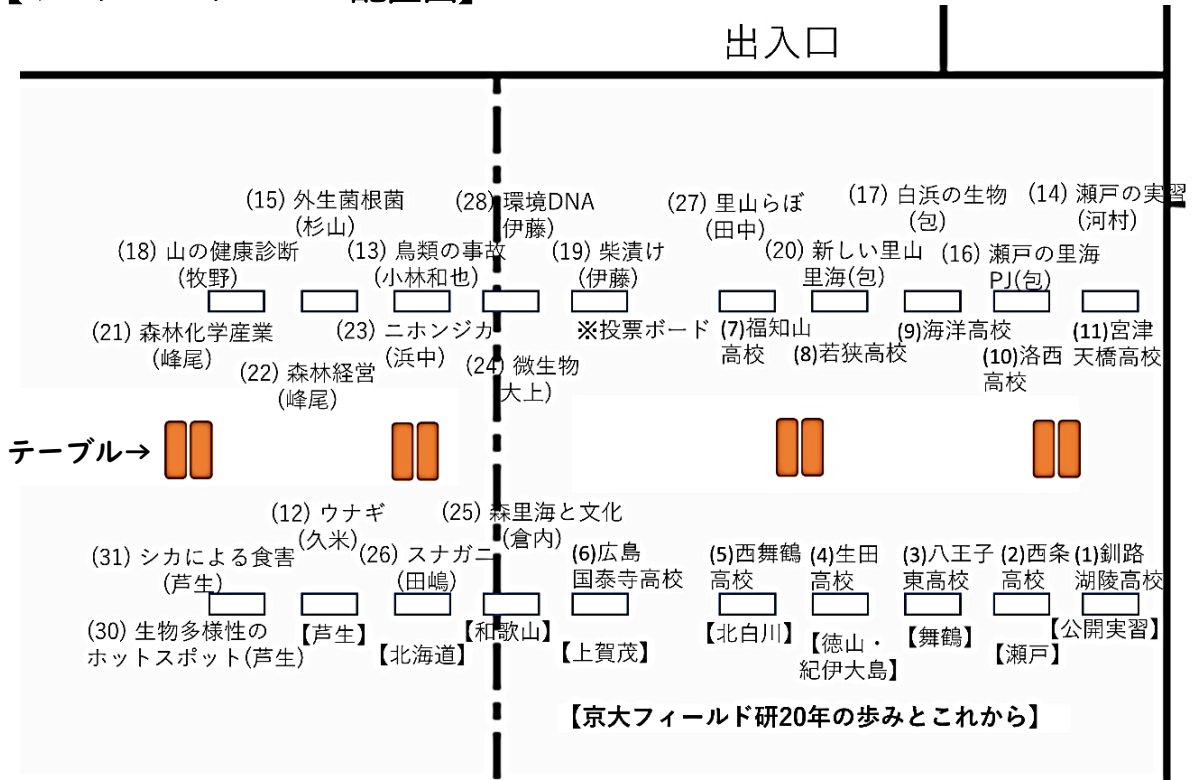 出入口
(15) 外生菌根菌
(杉山)
(28) 環境DNA
(伊藤)
(27) 里山らぼ
(田中)
(17) 白浜の生物
(包)
(14) 瀬戸の実習
(河村)
(18) 山の健康診断
(牧野)
(13) 鳥類の事故
(小林和也)
(19) 柴漬け
(伊藤)
(20) 新しい里山
里海(包)
(16) 瀬戸の里海
PJ(包)
(21) 森林化学産業
(峰尾)
(22) 森林経営
(峰尾)
(23) ニホンジカ
(浜中)
(24) 微生物
(大上)
※投票ボード
(7)福知山
高校
(8)若狭高校
(9)海洋高校
(10)洛西
高校
(11)宮津
天橋高校
テーブル→
(12) ウナギ
(久米)
(25) 森里海と文化
(倉内)
(31) シカによる食害
(芦生)
(26) スナガニ
(田嶋)
(6)広島
国泰寺高校
(5)西舞鶴
高校
(4)生田
高校
(3)八王子
東高校
(2)西条
高校
(1)釧路
湖陵高校
(30) 生物多様性の
ホットスポット(芦生)
【芦生】
【北海道】
【和歌山】
【上賀茂】
【北白川】
【徳山・
紀伊大島】
【舞鶴】
【瀬戸】
【公開実習】
【京大フィールド研20年の歩みとこれから】